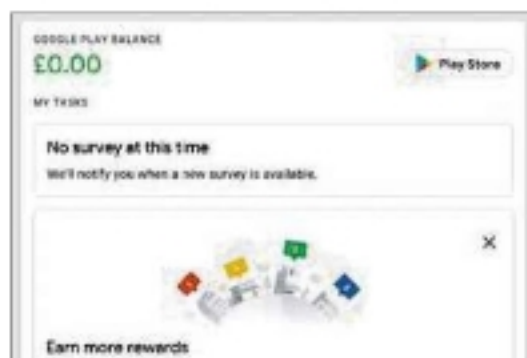 GOOGLE PLAY BALANCE
£0.00
Play Store
MY TASKS
No survey at this time
We'll notify you when a new survey is available.
Earn more rewards